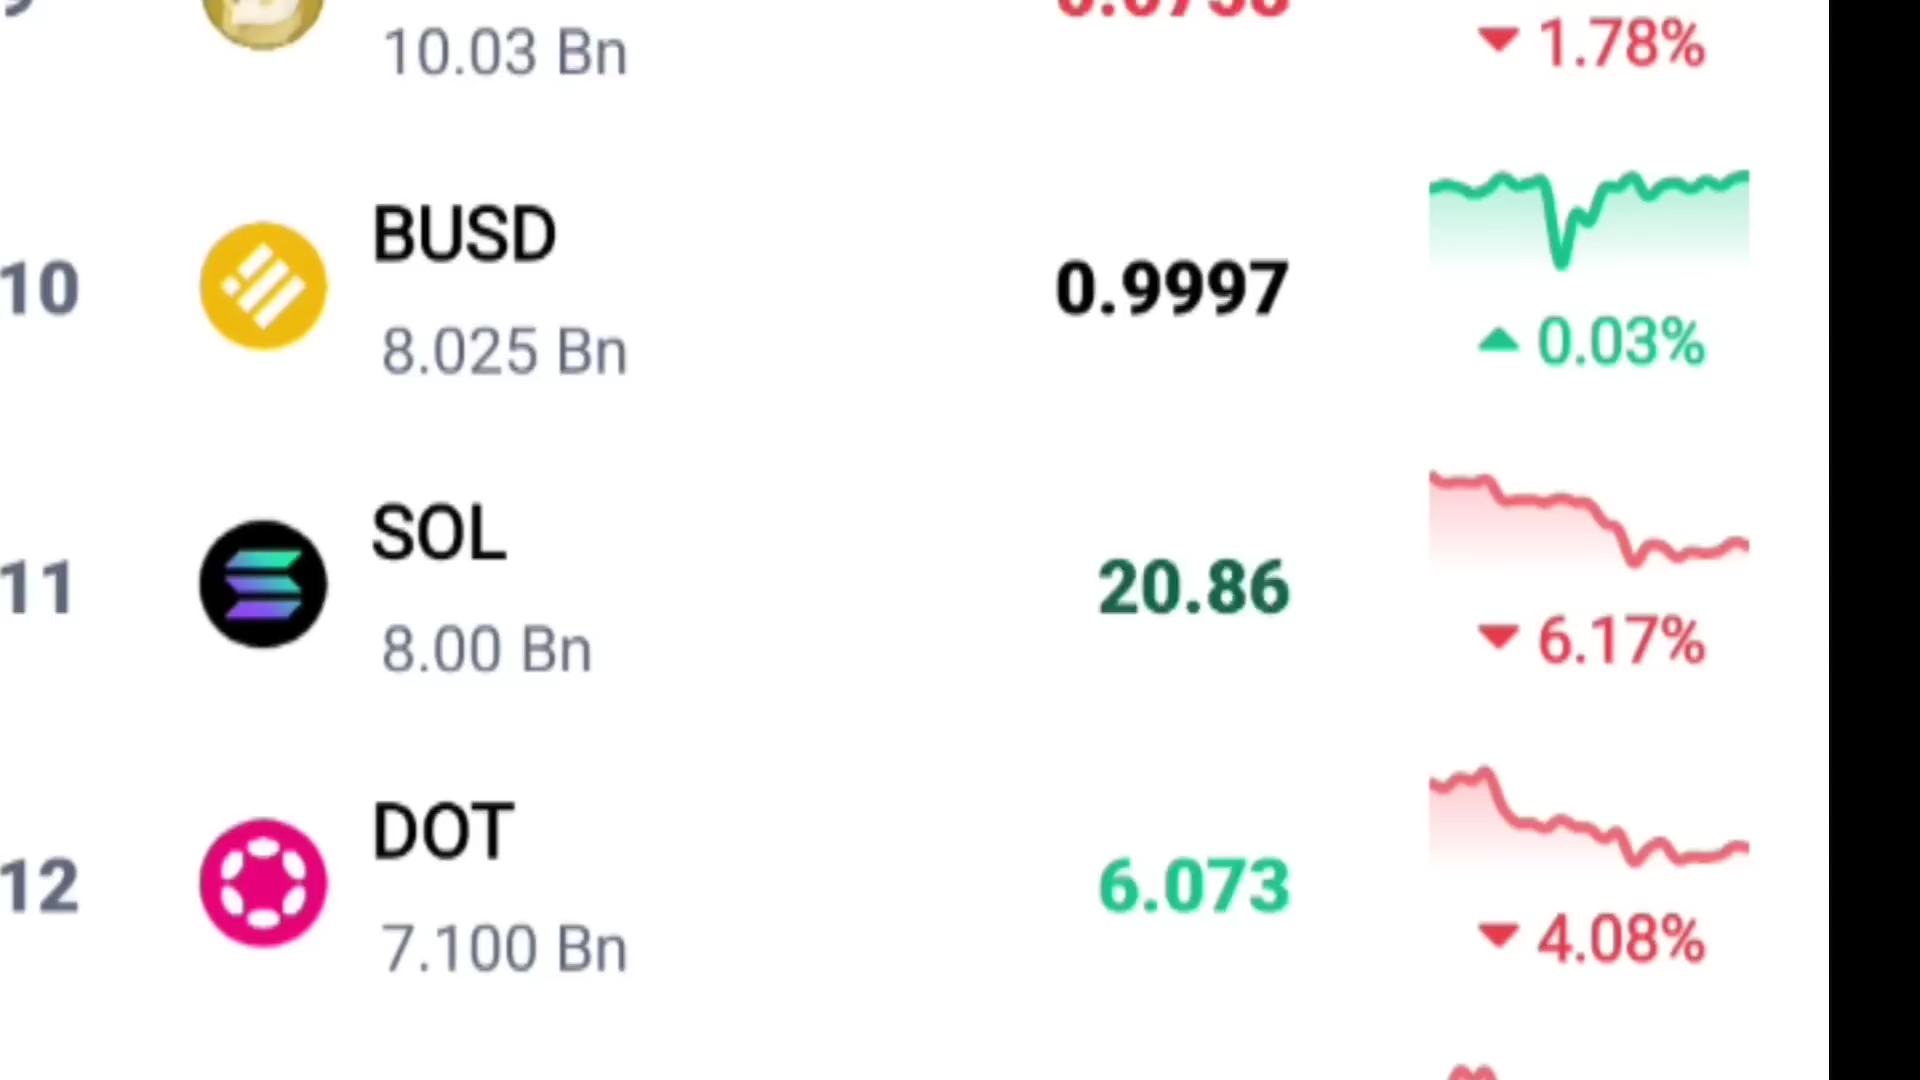 10.03 Bn
1.78%
10
BUSD
8.025 Bn
0.9997
0.03%
11
SOL
8.00 Bn
20.86
6.17%
12
DOT
7.100 Bn
6.073
4.08%